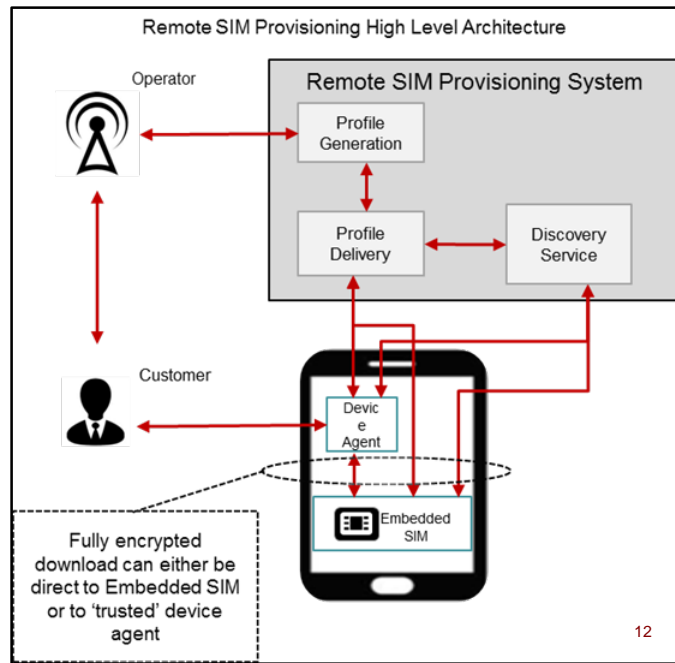 Remote SIM Provisioning High Level Architecture
Operator
Remote SIM Provisioning System
Profile
Generation
Profile
Delivery
Discovery
Service
Customer
Devic
e
Agent
Embedded
SIM
Fully encrypted
download can either be
direct to Embedded SIM
or to ‘trusted’ device
agent
12